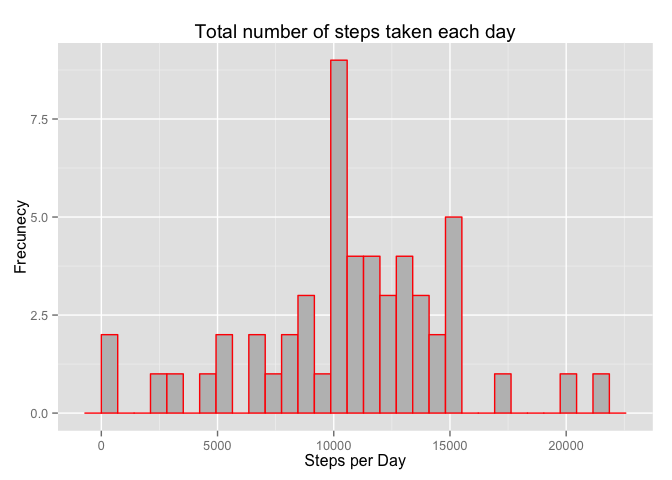 Total number of steps taken each day
Frecunecy
7.5
5.0
2.5
0.0
0 5000 10000 15000 20000
Steps per Day